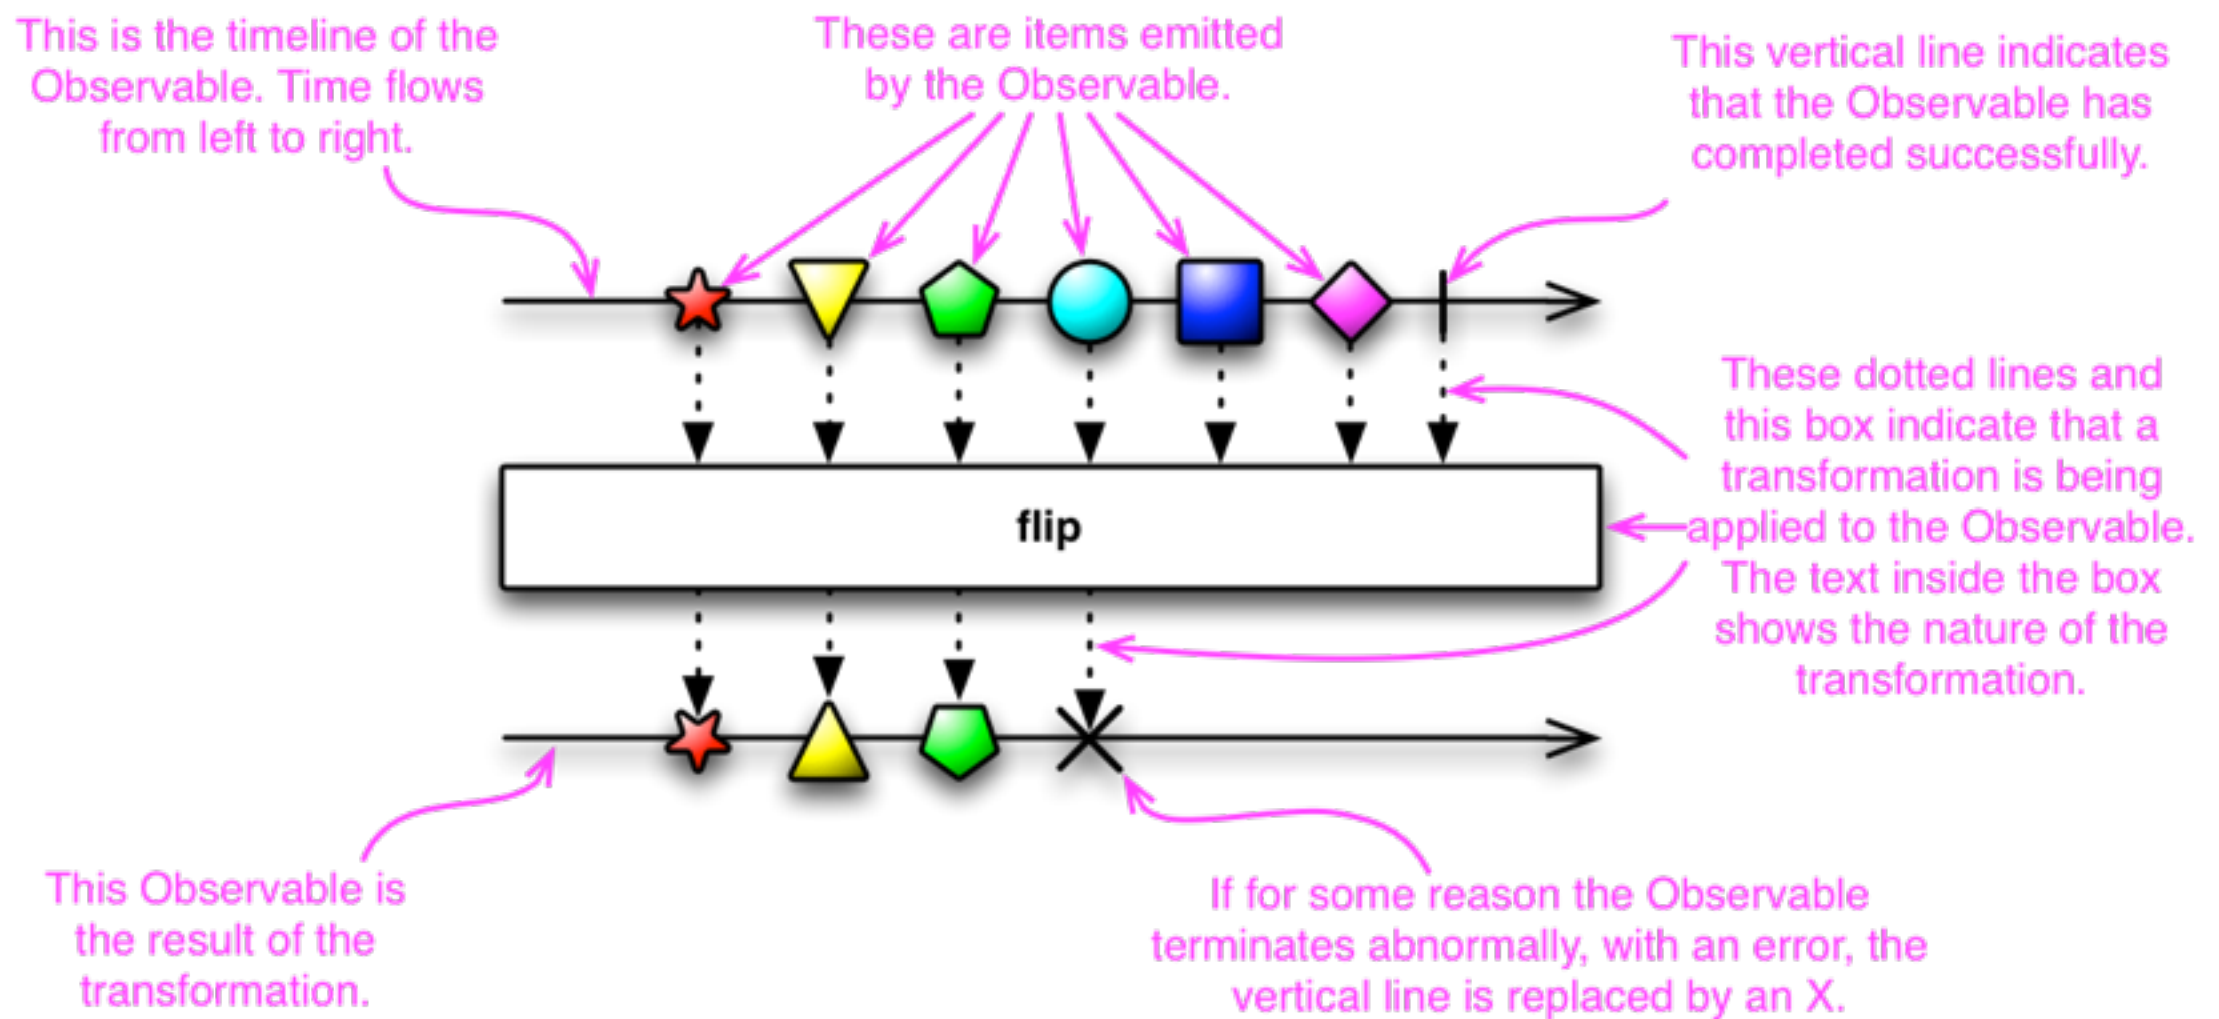 This is the timeline of the
Observable. Time flows
from left to right.
These are items emitted
by the Observable.
This vertical line indicates
that the Observable has
completed successfully.
These dotted lines and
this box indicate that a
transformation is being
applied to the Observable.
The text inside the box
shows the nature of the
transformation.
flip
This Observable is
the result of the
transformation.
If for some reason the Observable
terminates abnormally, with an error, the
vertical line is replaced by an X.